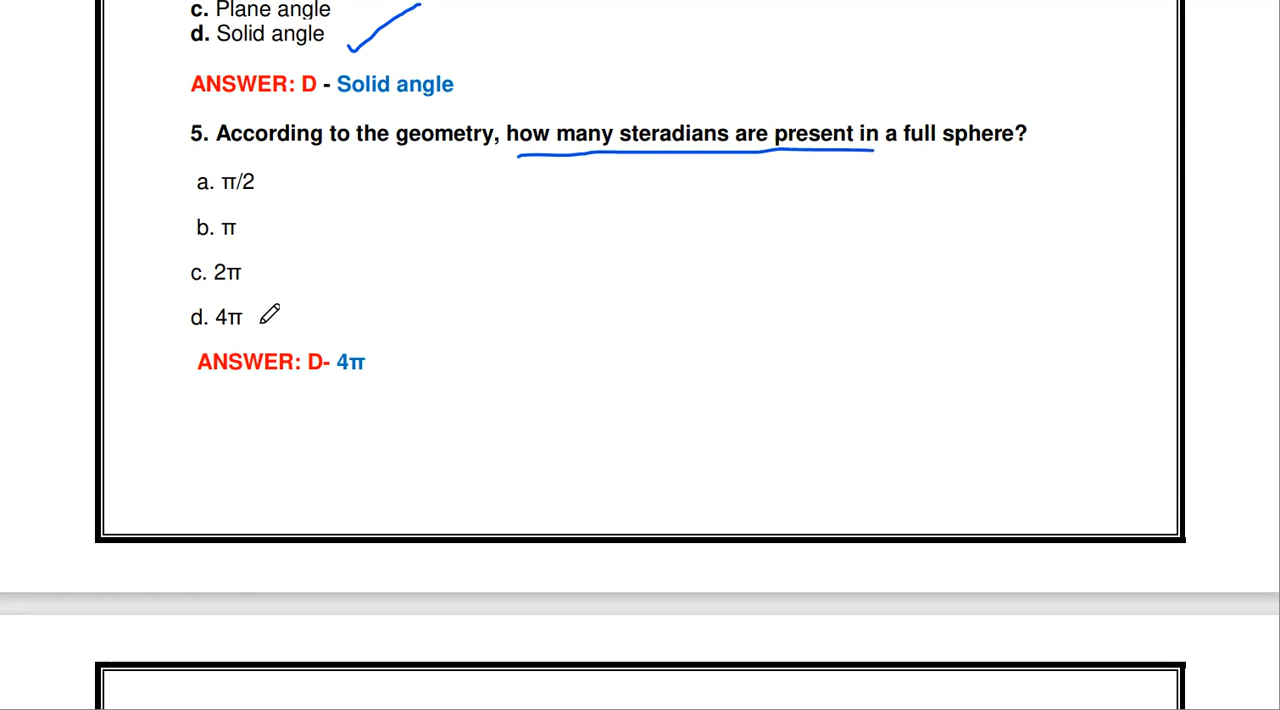 c. Plane angle
d. Solid angle
ANSWER: D - Solid angle
5. According to the geometry, how many steradians are present in a full sphere?
a. π/2
b. π
c. 2π
d. 4π
ANSWER: D- 4π